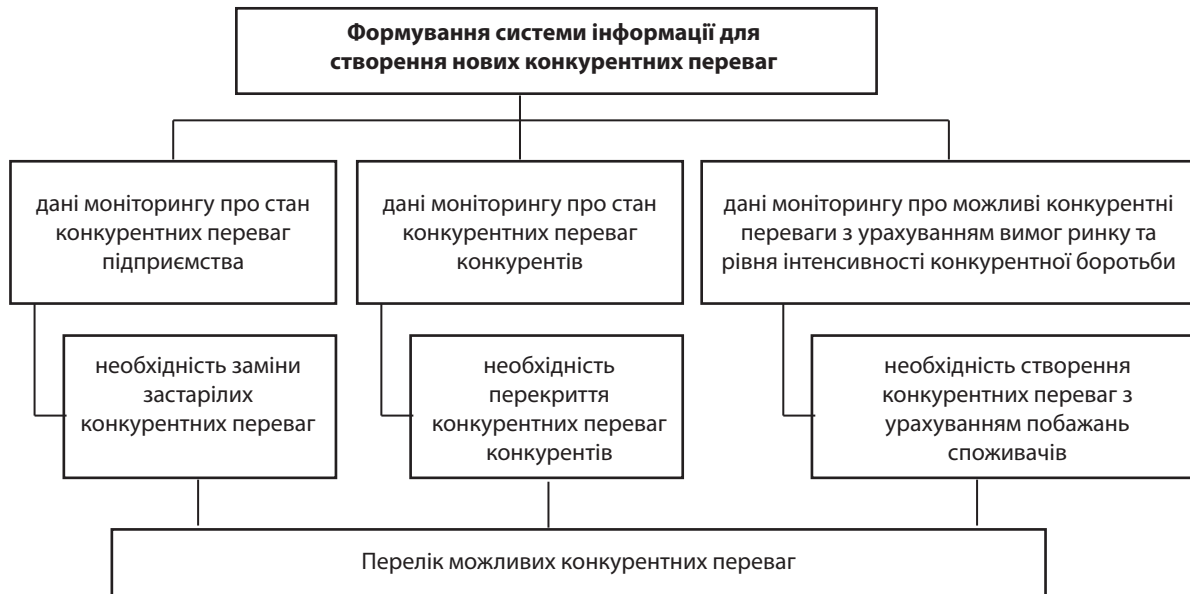 Формування системи інформації для
створення нових конкурентних переваг
дані моніторингу про стан
конкурентних переваг
підприємства
дані моніторингу про стан
конкурентних переваг
конкурентів
дані моніторингу про можливі конкурентні
переваги з урахуванням вимог ринку та
рівня інтенсивності конкурентної боротьби
необхідність заміни
застарілих
конкурентних переваг
необхідність
перекриття
конкурентних переваг
конкурентів
необхідність створення
конкурентних переваг з
урахуванням побажань
споживачів
Перелік можливих конкурентних переваг